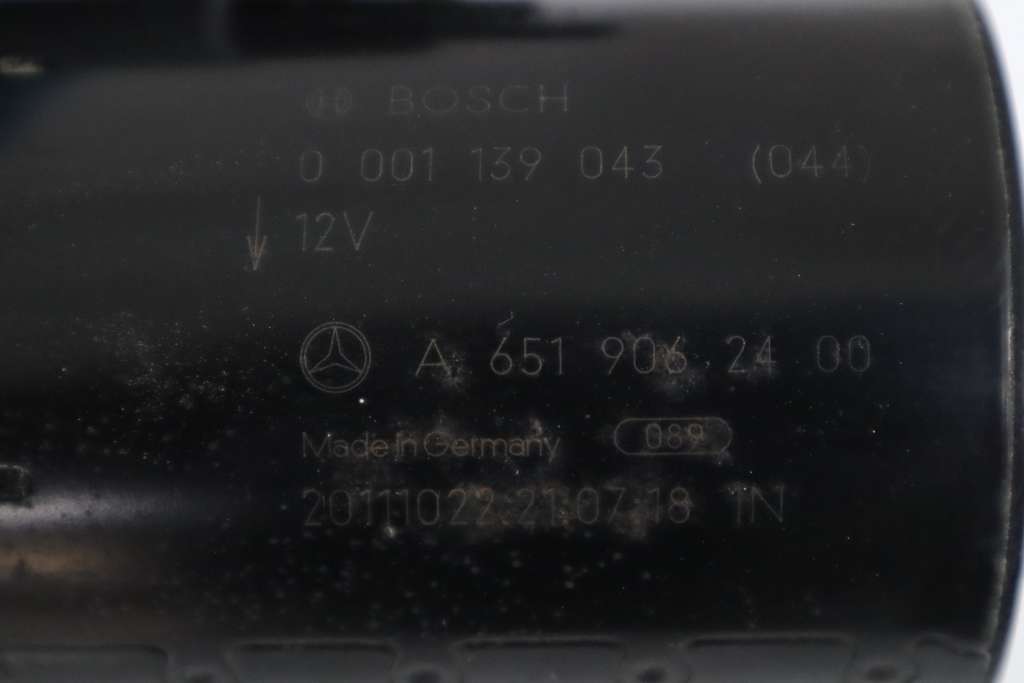 BOSCH
0 001 139 043 (044)
12V
A 651 906 24 00
Made in Germany 089
20111022 21:07:18 1N